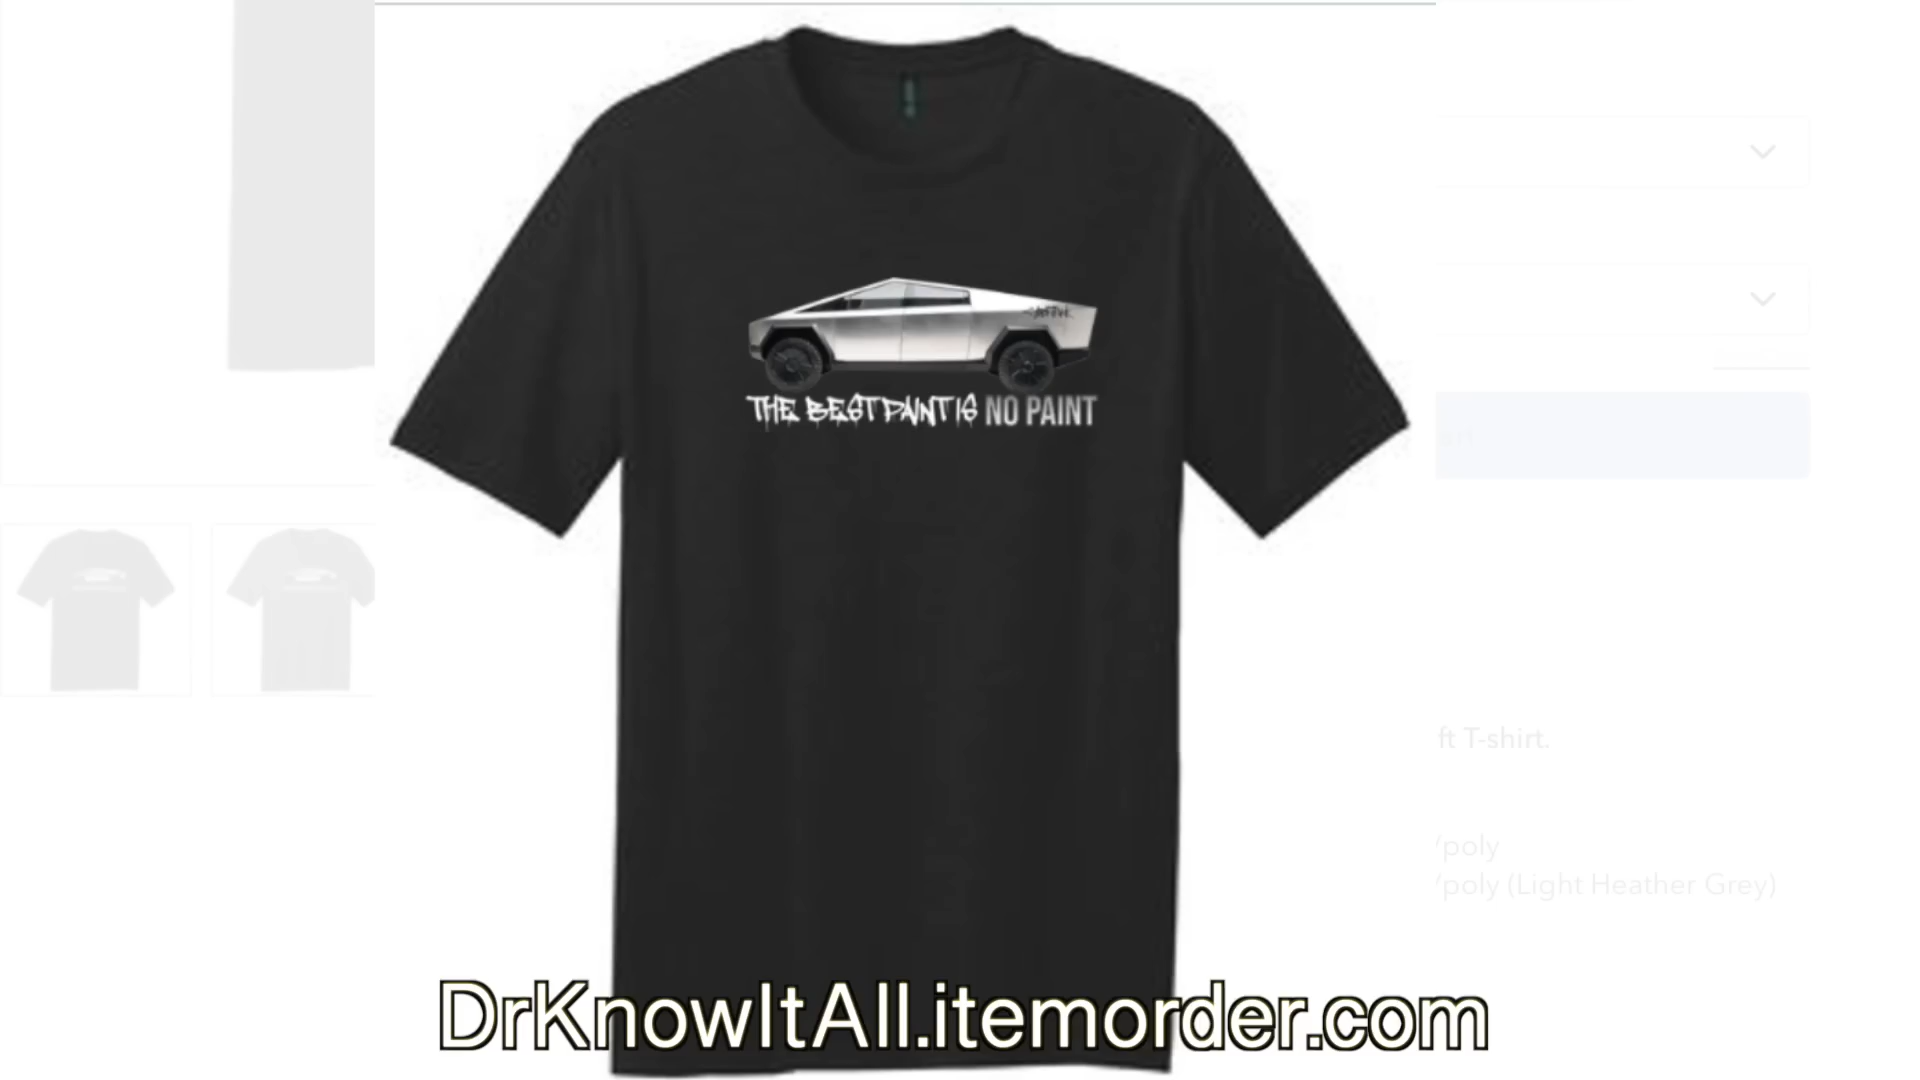 THE BEST PAINT IS NO PAINT
ft T-shirt.
/poly
/poly (Light Heather Grey)
DrKnowItAll.itemorder.com